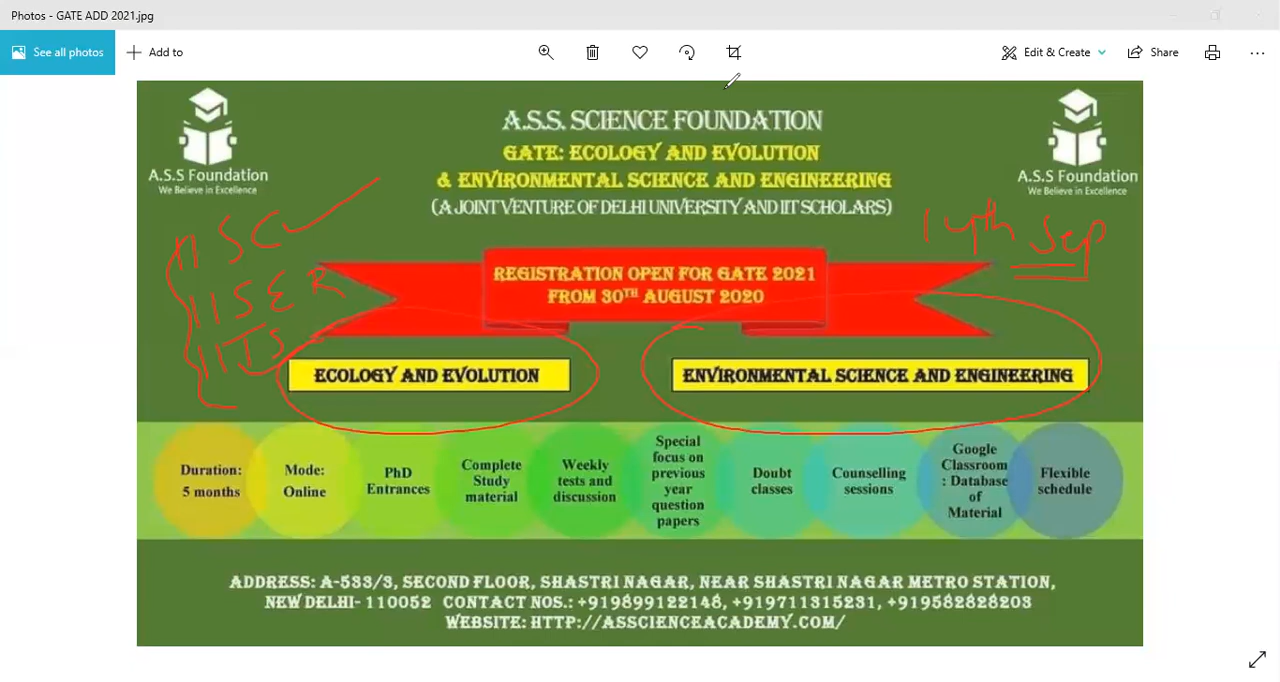 Photos - GATE ADD 2021.jpg
See all photos
Add to
Edit & Create
Share
A.S.S Foundation
We Believe in Excellence
A.S.S. SCIENCE FOUNDATION
GATE: ECOLOGY AND EVOLUTION
& ENVIRONMENTAL SCIENCE AND ENGINEERING
(A JOINT VENTURE OF DELHI UNIVERSITY AND IIT SCHOLARS)
A.S.S Foundation
We Believe in Excellence
14th Sep
IISER
REGISTRATION OPEN FOR GATE 2021
FROM 30TH AUGUST 2020
ECOLOGY AND EVOLUTION
ENVIRONMENTAL SCIENCE AND ENGINEERING
Duration:
5 months
Mode:
Online
PhD
Entrances
Complete
Study
material
Weekly
tests and
discussion
Special
focus on
previous
year
question
papers
Doubt
classes
Counselling
sessions
Google
Classroom
: Database
of
Material
Flexible
schedule
ADDRESS: A-533/3, SECOND FLOOR, SHASTRI NAGAR, NEAR SHASTRI NAGAR METRO STATION,
NEW DELHI- 110052 CONTACT NOS.: +919899122148, +919711315231, +919582828203
WEBSITE: HTTP://ASSCIENCEACADEMY.COM/